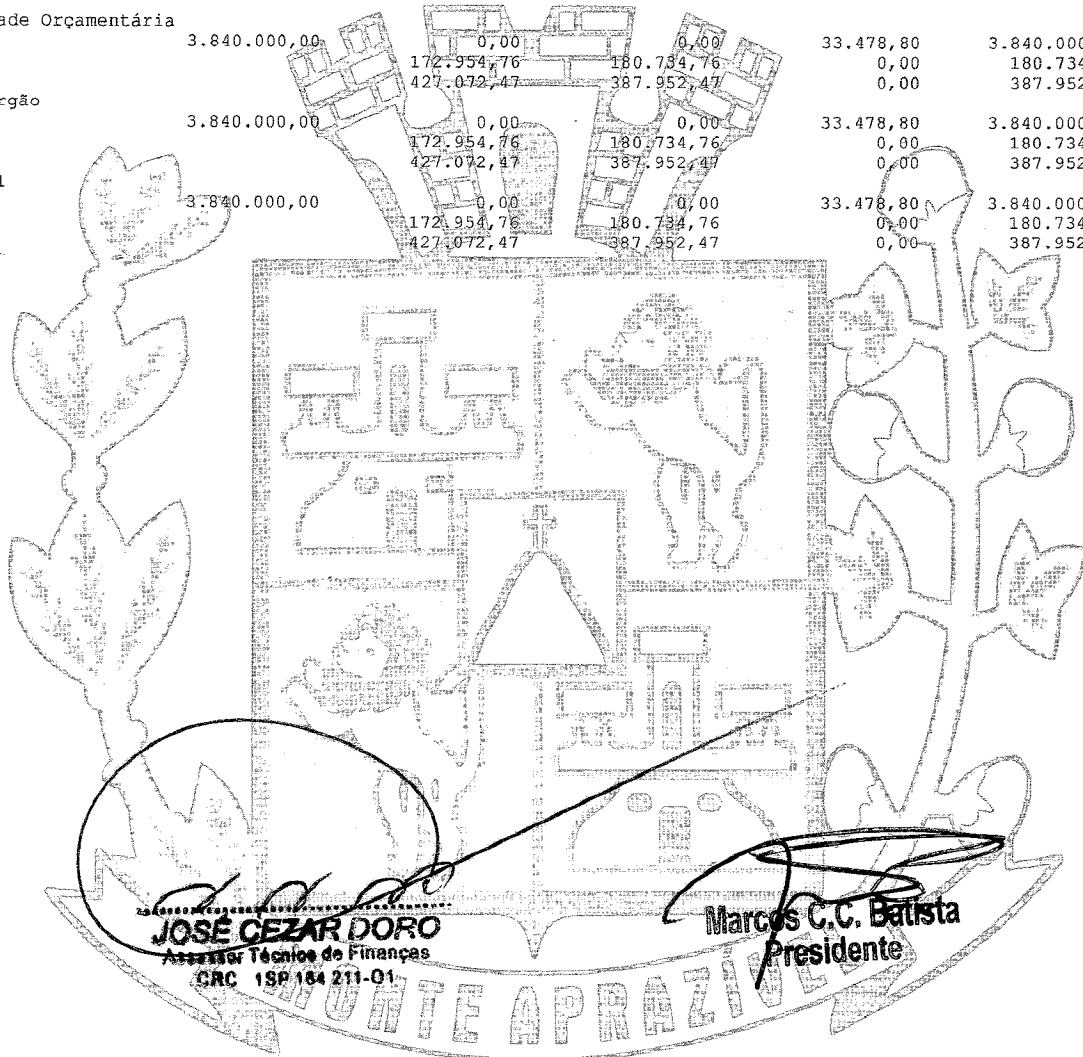 ade Orçamentária
3.840.000,00 0,00 0,00 33.478,80 3.840.000
172.954,76 180.734,76 0,00 180.734
427.072,47 387.952,47 0,00 387.952
rgão
3.840.000,00 0,00 0,00 33.478,80 3.840.000
172.954,76 180.734,76 0,00 180.734
427.072,47 387.952,47 0,00 387.952
l
3.840.000,00 0,00 0,00 33.478,80 3.840.000
172.954,76 180.734,76 0,00 180.734
427.072,47 387.952,47 0,00 387.952
JOSÉ CEZAR DORO
Assessor Técnico de Finanças
CRC 1SP 184 211-O1
Marcos C.C. Batista
Presidente
MONTE APRAZÍVEL